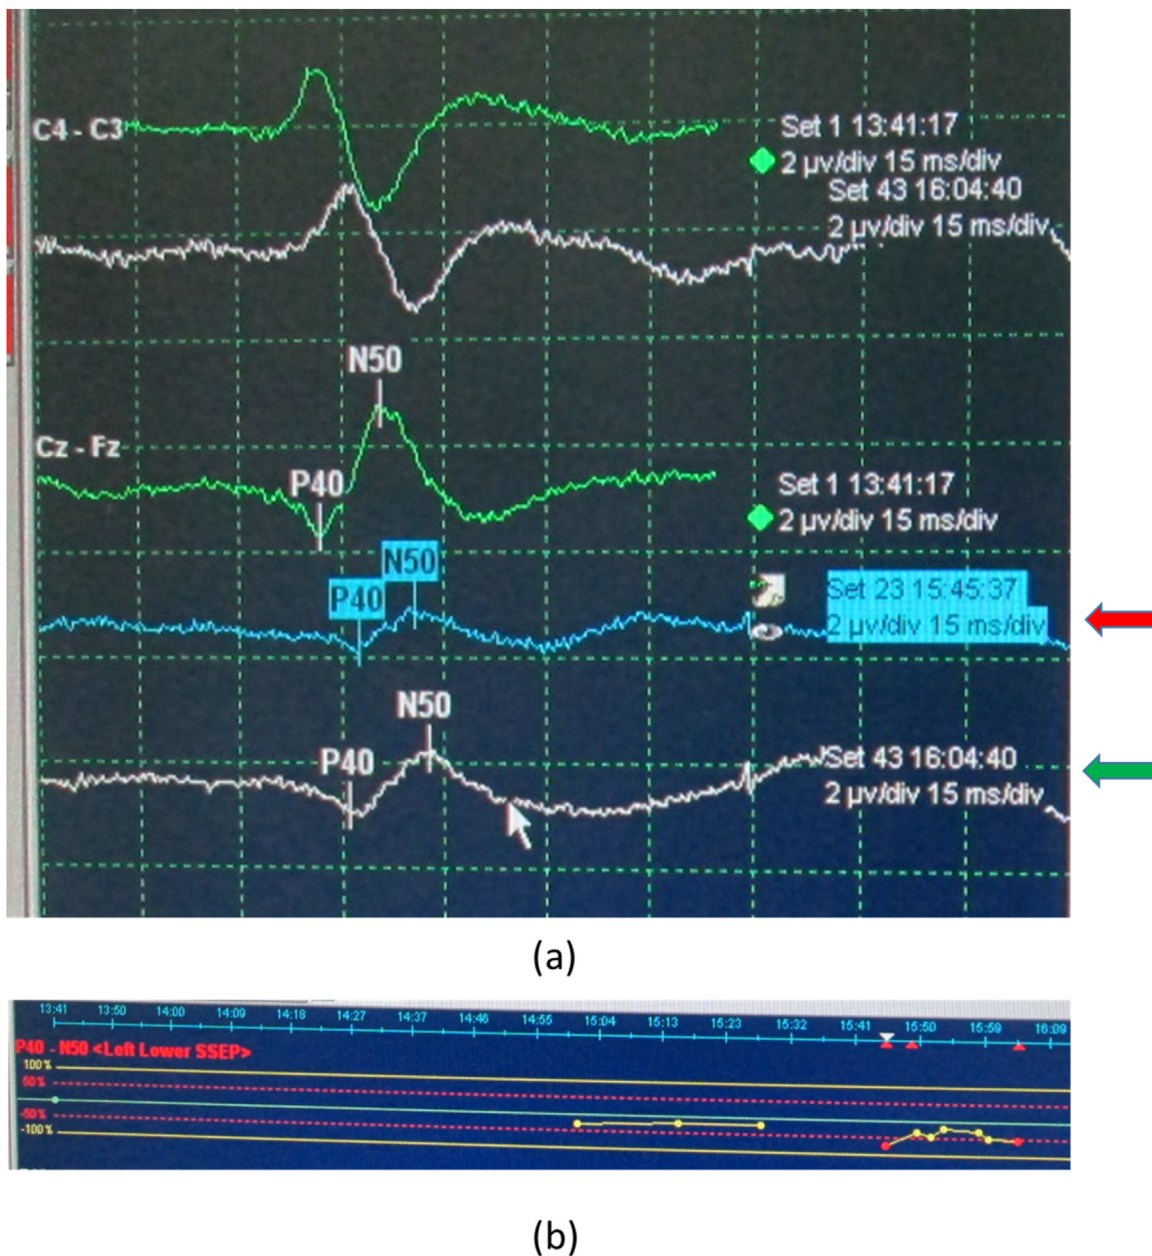 C4 - C3
Set 1 13:41:17
2 µv/div 15 ms/div
Set 43 16:04:40
2 µv/div 15 ms/div
N50
Cz - Fz
P40
Set 1 13:41:17
2 µv/div 15 ms/div
N50
P40
Set 23 15:45:37
2 µv/div 15 ms/div
N50
P40
Set 43 16:04:40
2 µv/div 15 ms/div
(a)
13:41 13:50 14:00 14:09 14:18 14:27 14:37 14:46 14:55 15:04 15:13 15:22 15:32 15:41 15:50 15:59 16:09
P40 - N50 <Left Lower SSEP>
100%
50%
-50%
-100%
(b)